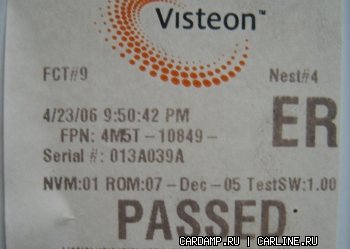 Visteon™
FCT#9 Nest#4
4/23/06 9:50:42 PM
FPN: 4M5T-10849- ER
Serial #: 013A039A
NVM:01 ROM:07-Dec-05 TestSW:1.00
PASSED
CARDAMP.RU | CARLINE.RU